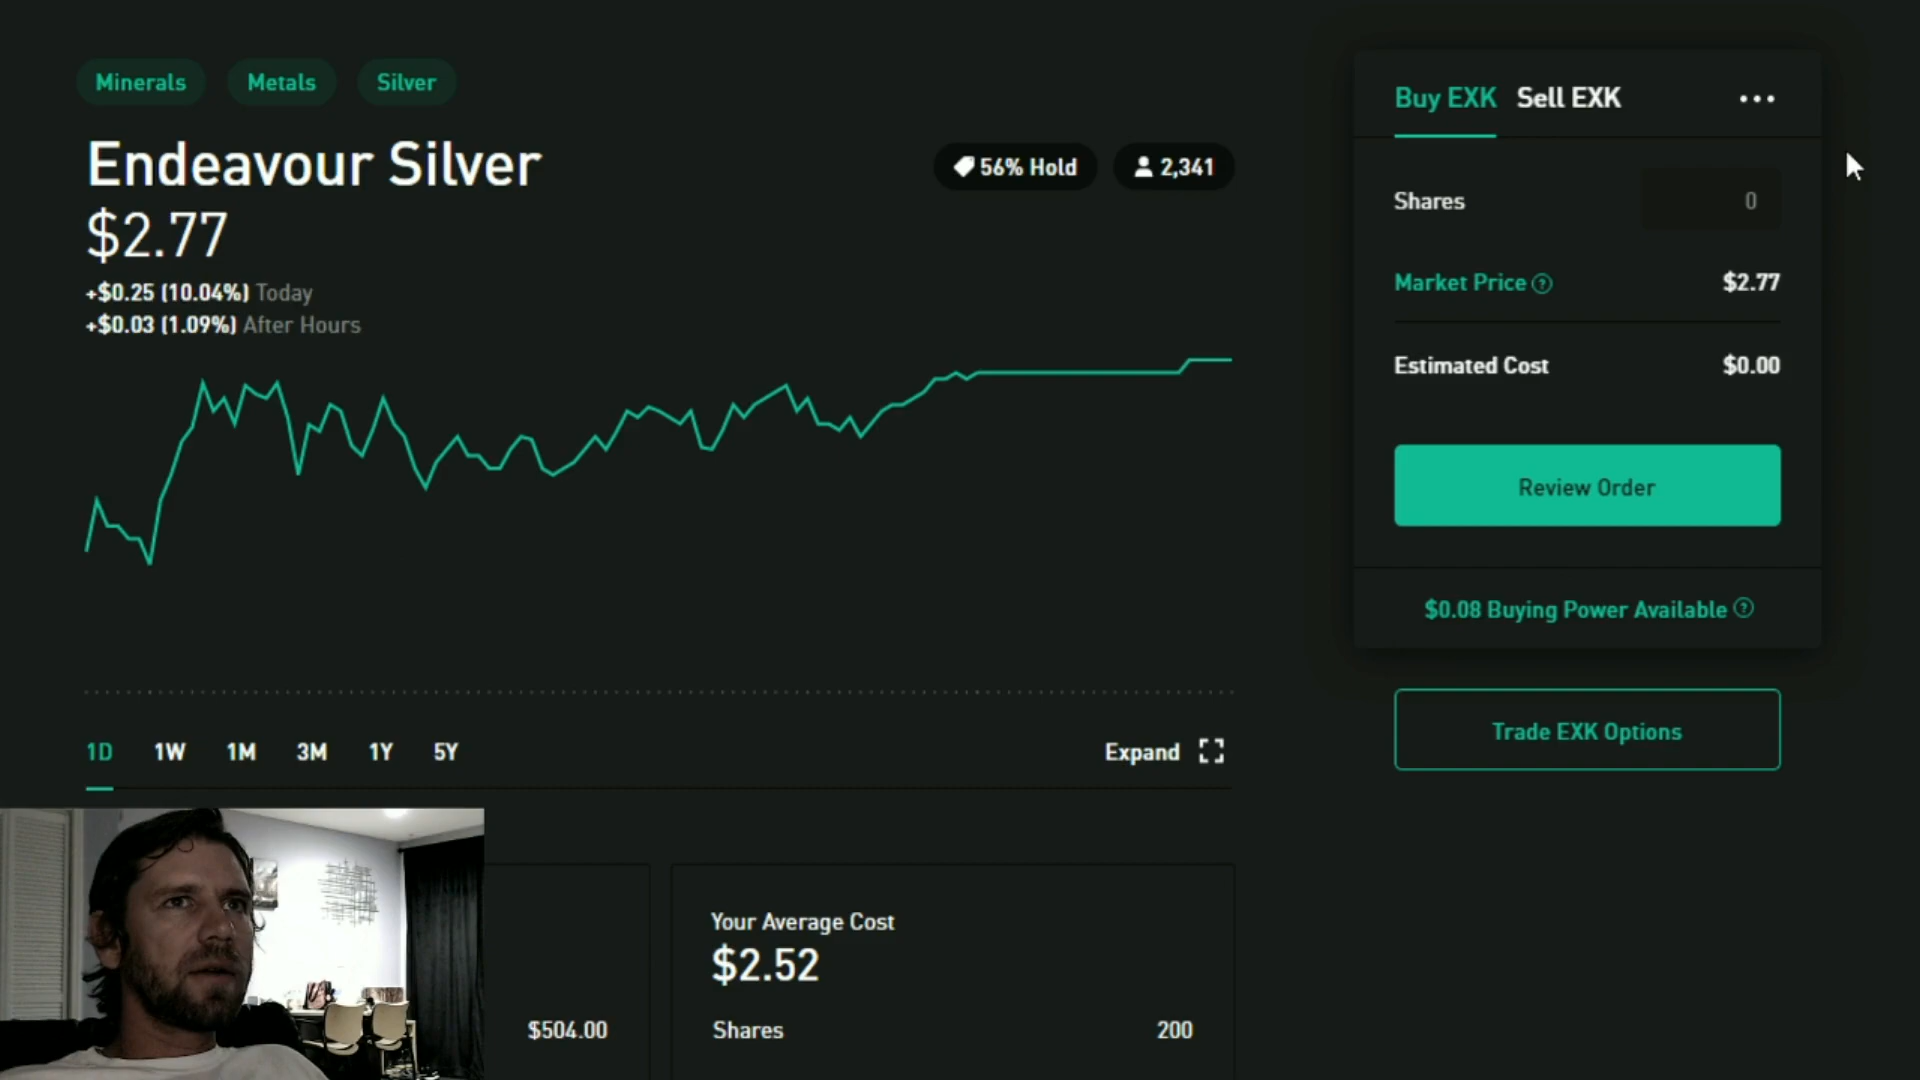 Minerals Metals Silver
Endeavour Silver
56% Hold 2,341
$2.77
+$0.25 (10.04%) Today
+$0.03 (1.09%) After Hours
1D 1W 1M 3M 1Y 5Y
Expand
$504.00
Your Average Cost
$2.52
Shares 200
Buy EXK Sell EXK
Shares 0
Market Price ? $2.77
Estimated Cost $0.00
Review Order
$0.08 Buying Power Available ?
Trade EXK Options